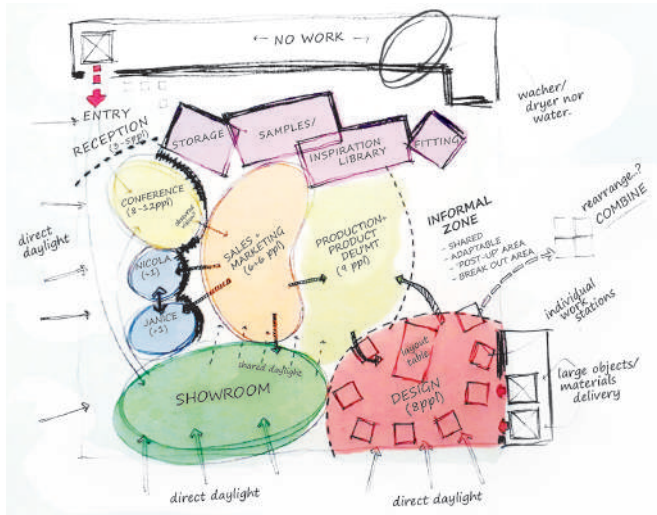 NO WORK
wacher/
dryer nor
water.
ENTRY
RECEPTION
(3-5ppl)
STORAGE
SAMPLES/
INSPIRATION
LIBRARY
FITTING
CONFERENCE
(8-12ppl)
desired
direct
daylight
NICOLA
(+1)
JANICE
(+3)
SALES +
MARKETING
(6+6 ppl)
PRODUCTION+
PRODUCT
DEV'MT
(9 ppl)
INFORMAL
ZONE
- SHARED
- ADAPTABLE
- "POST-UP" AREA
- BREAK OUT AREA
rearrange..?
COMBINE
individual
work
stations
shared daylight
SHOWROOM
layout
table
DESIGN
(8ppl)
large objects/
materials
delivery
direct daylight
direct daylight